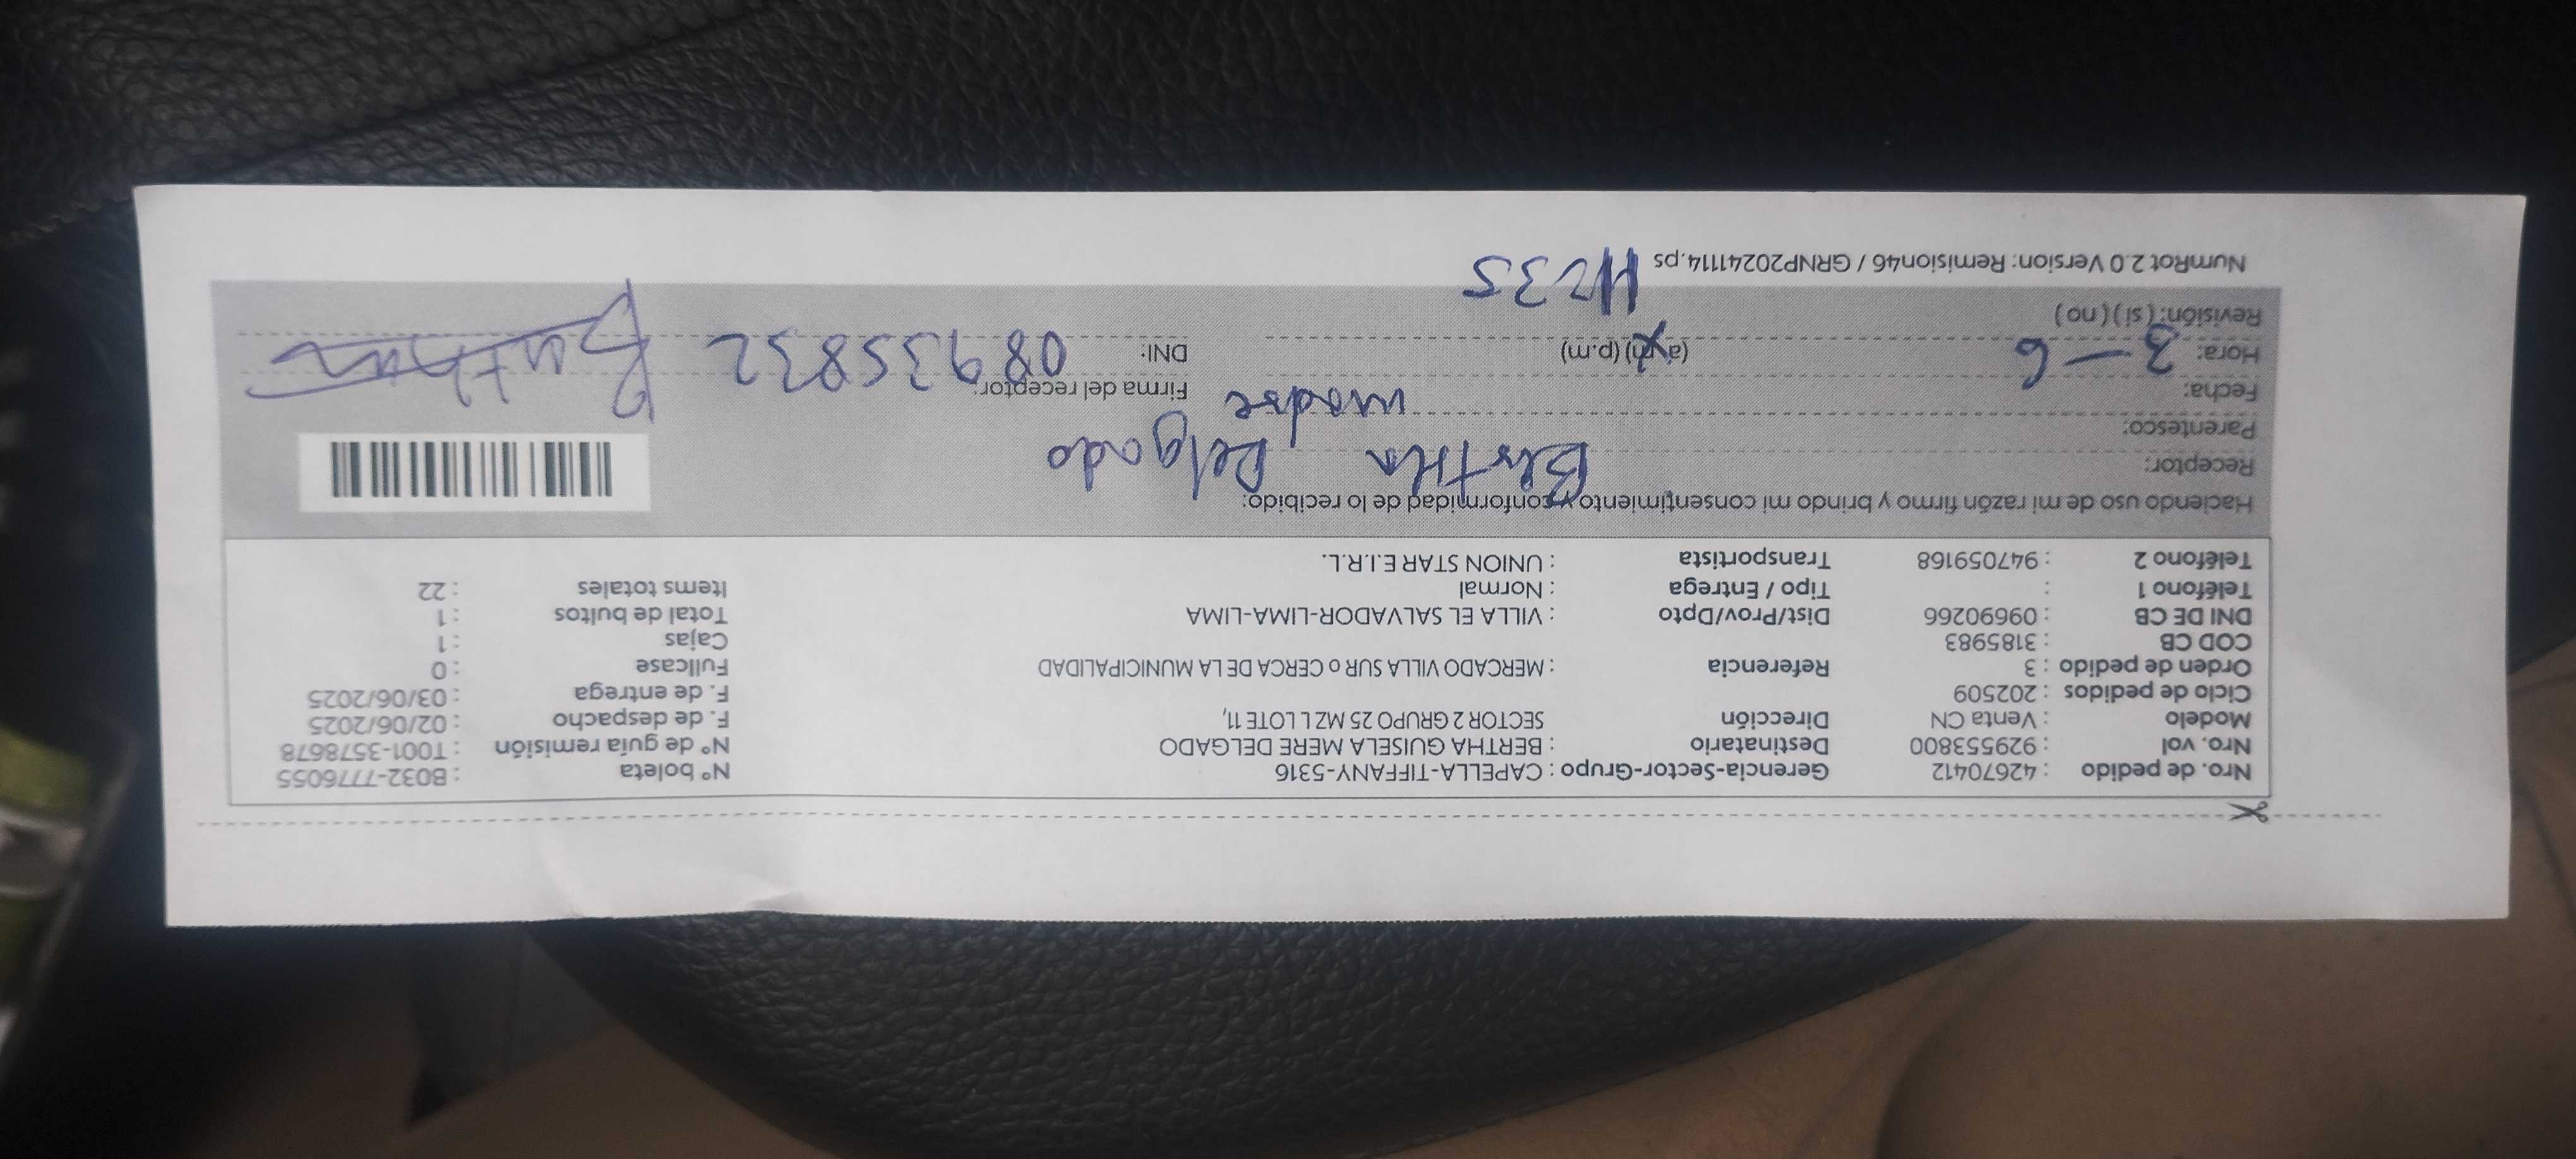 Nro. de pedido : 42670412 Gerencia-Sector-Grupo : CAPELLA-TIFFANY-5316 N° boleta : B032-7776055
Nro. vol : 929553800 Destinatario : BERTHA GUISELA MERE DELGADO N° de guía remisión : T001-3578678
Modelo : Venta CN Dirección SECTOR 2 GRUPO 25 MZ L LOTE 11, F. de despacho : 02/06/2025
Ciclo de pedidos : 202509 F. de entrega : 03/06/2025
Orden de pedido : 3 Referencia : MERCADO VILLA SUR o CERCA DE LA MUNICIPALIDAD Fullcase : 0
COD CB : 3185983 Cajas : 1
DNI DE CB : 09690266 Dist/Prov/Dpto : VILLA EL SALVADOR-LIMA-LIMA Total de bultos : 1
Teléfono 1 : Tipo / Entrega : Normal Items totales : 22
Teléfono 2 : 947059168 Transportista : UNION STAR E.I.R.L.
Haciendo uso de mi razón firmo y brindo mi consentimiento y conformidad de lo recibido:
Receptor: Bertha Delgado
Parentesco: madre
Fecha: 3-6 Firma del receptor:
Hora: (a.m) (p.m) DNI: 08935832 Bertha
Revisión: (si) (no)
NumRot 2.0 Version: Remision46 / GRNP20241114.ps